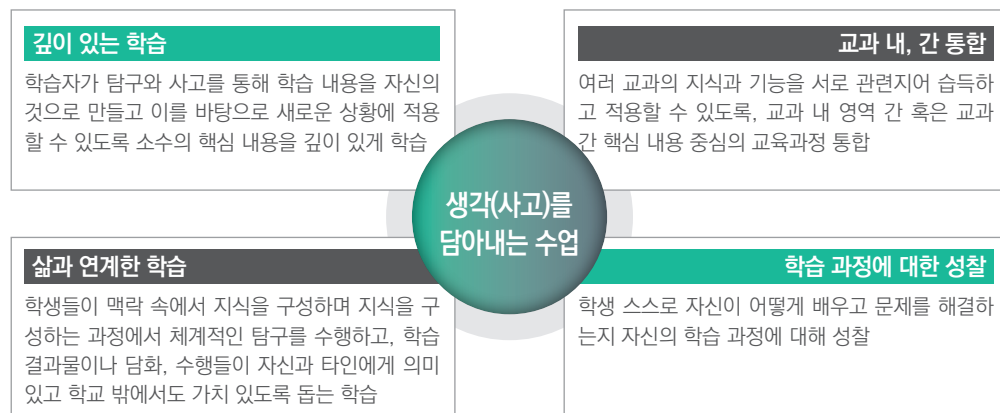 깊이 있는 학습
학습자가 탐구와 사고를 통해 학습 내용을 자신의
것으로 만들고 이를 바탕으로 새로운 상황에 적용
할 수 있도록 소수의 핵심 내용을 깊이 있게 학습
교과 내, 간 통합
여러 교과의 지식과 기능을 서로 관련지어 습득하
고 적용할 수 있도록, 교과 내 영역 간 혹은 교과
간 핵심 내용 중심의 교육과정 통합
생각(사고)를
담아내는 수업
삶과 연계한 학습
학생들이 맥락 속에서 지식을 구성하며 지식을 구
성하는 과정에서 체계적인 탐구를 수행하고, 학습
결과물이나 담화, 수행들이 자신과 타인에게 의미
있고 학교 밖에서도 가치 있도록 돕는 학습
학습 과정에 대한 성찰
학생 스스로 자신이 어떻게 배우고 문제를 해결하
는지 자신의 학습 과정에 대해 성찰